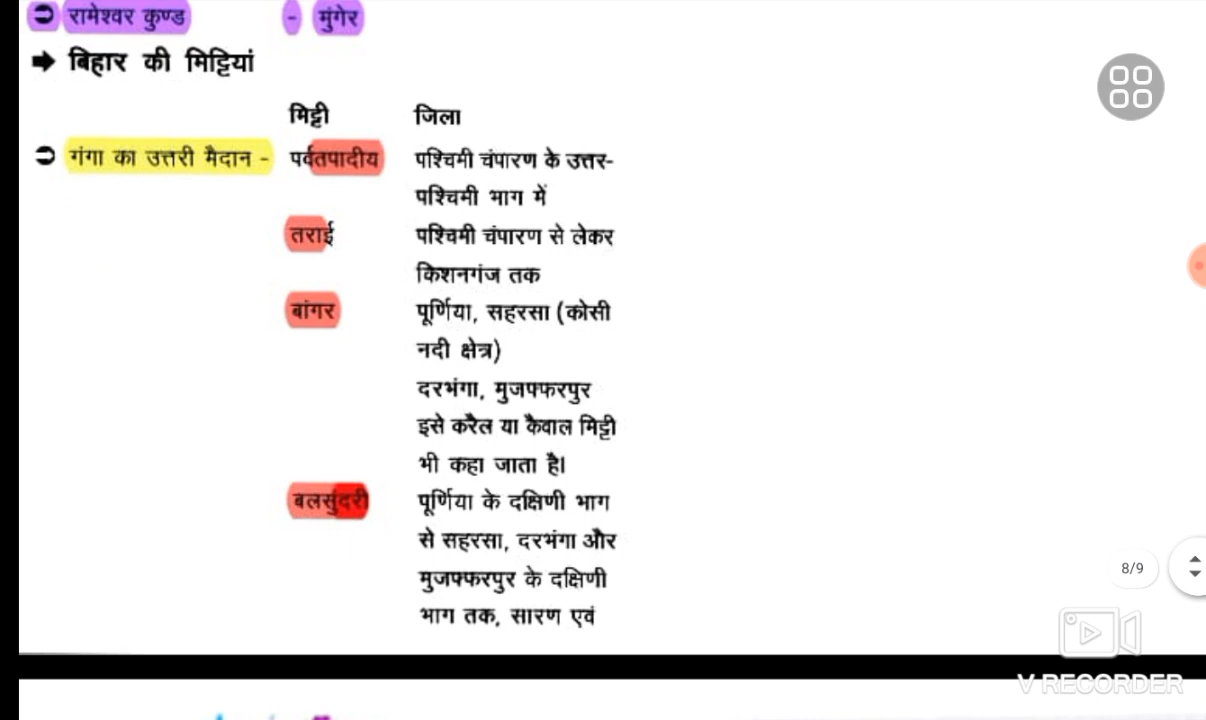 ➲ रामेश्वर कुण्ड - मुंगेर
➡ बिहार की मिट्टियां
मिट्टी जिला
➲ गंगा का उत्तरी मैदान - पर्वतपादीय पश्चिमी चंपारण के उत्तर-
पश्चिमी भाग में
तराई पश्चिमी चंपारण से लेकर
किशनगंज तक
बांगर पूर्णिया, सहरसा (कोसी
नदी क्षेत्र)
दरभंगा, मुजफ्फरपुर
इसे करैल या कैवाल मिट्टी
भी कहा जाता है।
बलसुंदरी पूर्णिया के दक्षिणी भाग
से सहरसा, दरभंगा और
मुजफ्फरपुर के दक्षिणी
भाग तक, सारण एवं
8/9
V RECORDER